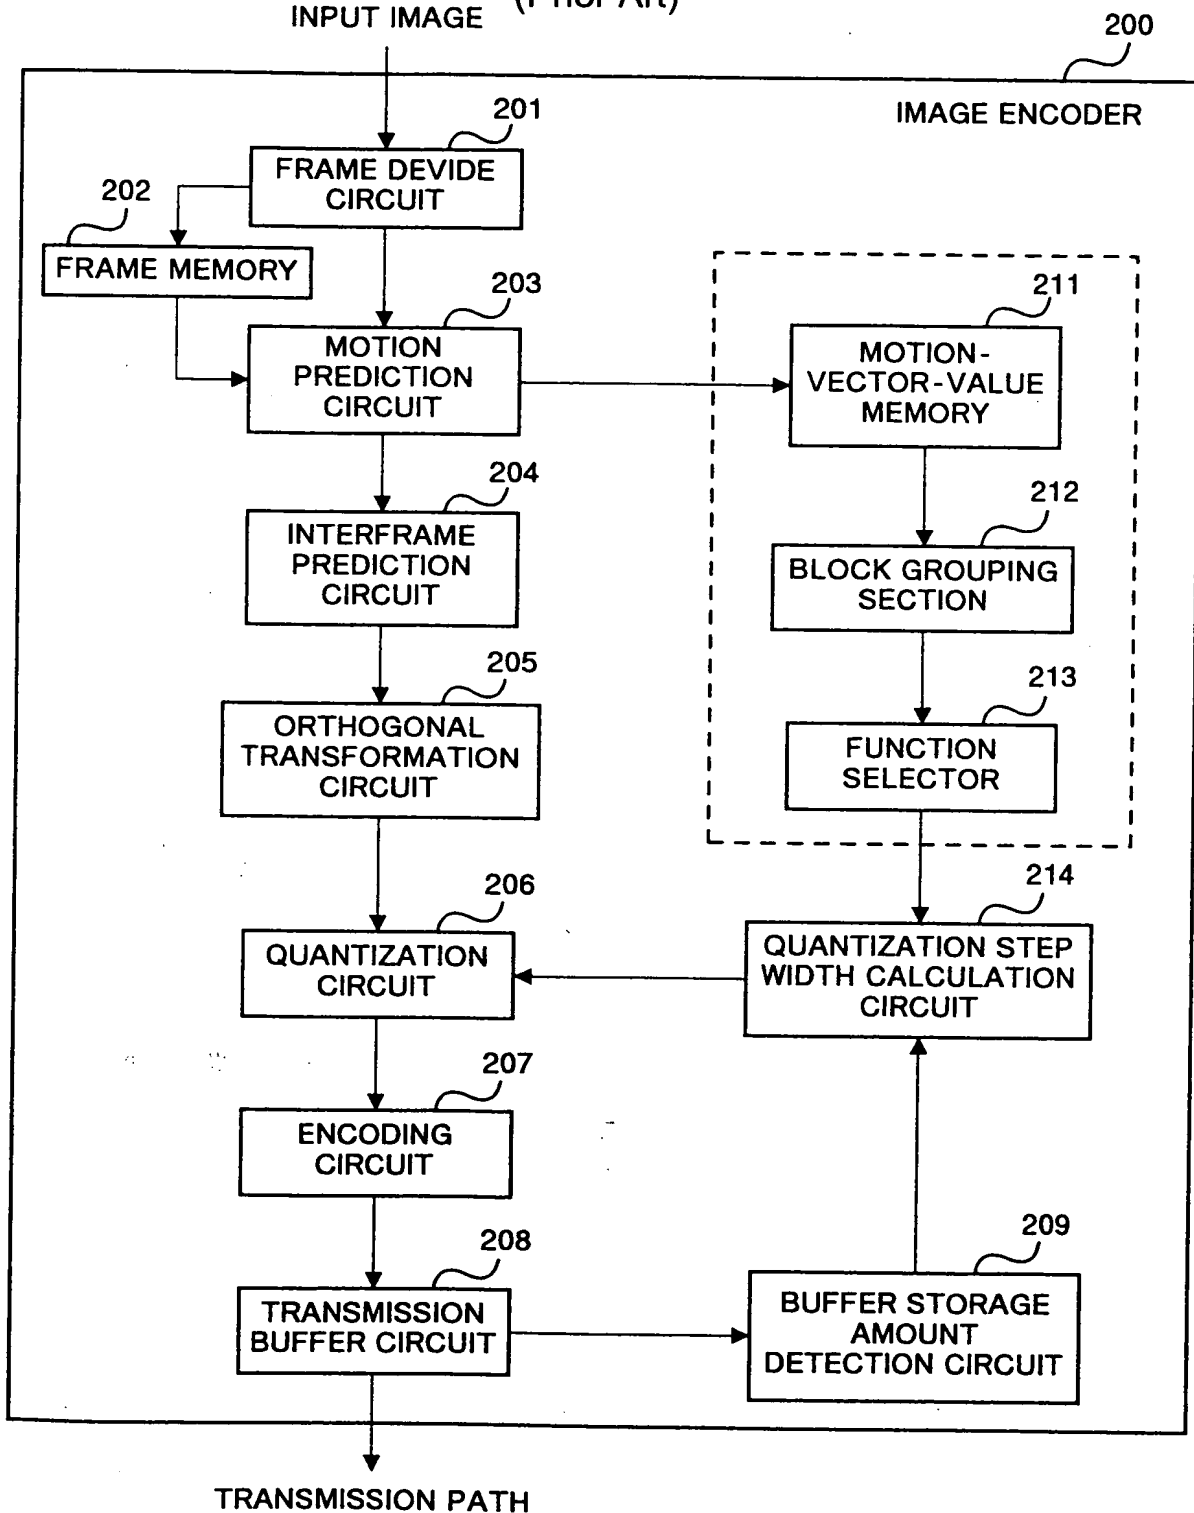 (Prior Art)
INPUT IMAGE
200
IMAGE ENCODER
201
FRAME DEVIDE
CIRCUIT
202
FRAME MEMORY
203
MOTION
PREDICTION
CIRCUIT
211
MOTION-
VECTOR-VALUE
MEMORY
204
INTERFRAME
PREDICTION
CIRCUIT
212
BLOCK GROUPING
SECTION
205
ORTHOGONAL
TRANSFORMATION
CIRCUIT
213
FUNCTION
SELECTOR
206
QUANTIZATION
CIRCUIT
214
QUANTIZATION STEP
WIDTH CALCULATION
CIRCUIT
207
ENCODING
CIRCUIT
208
TRANSMISSION
BUFFER CIRCUIT
209
BUFFER STORAGE
AMOUNT
DETECTION CIRCUIT
TRANSMISSION PATH